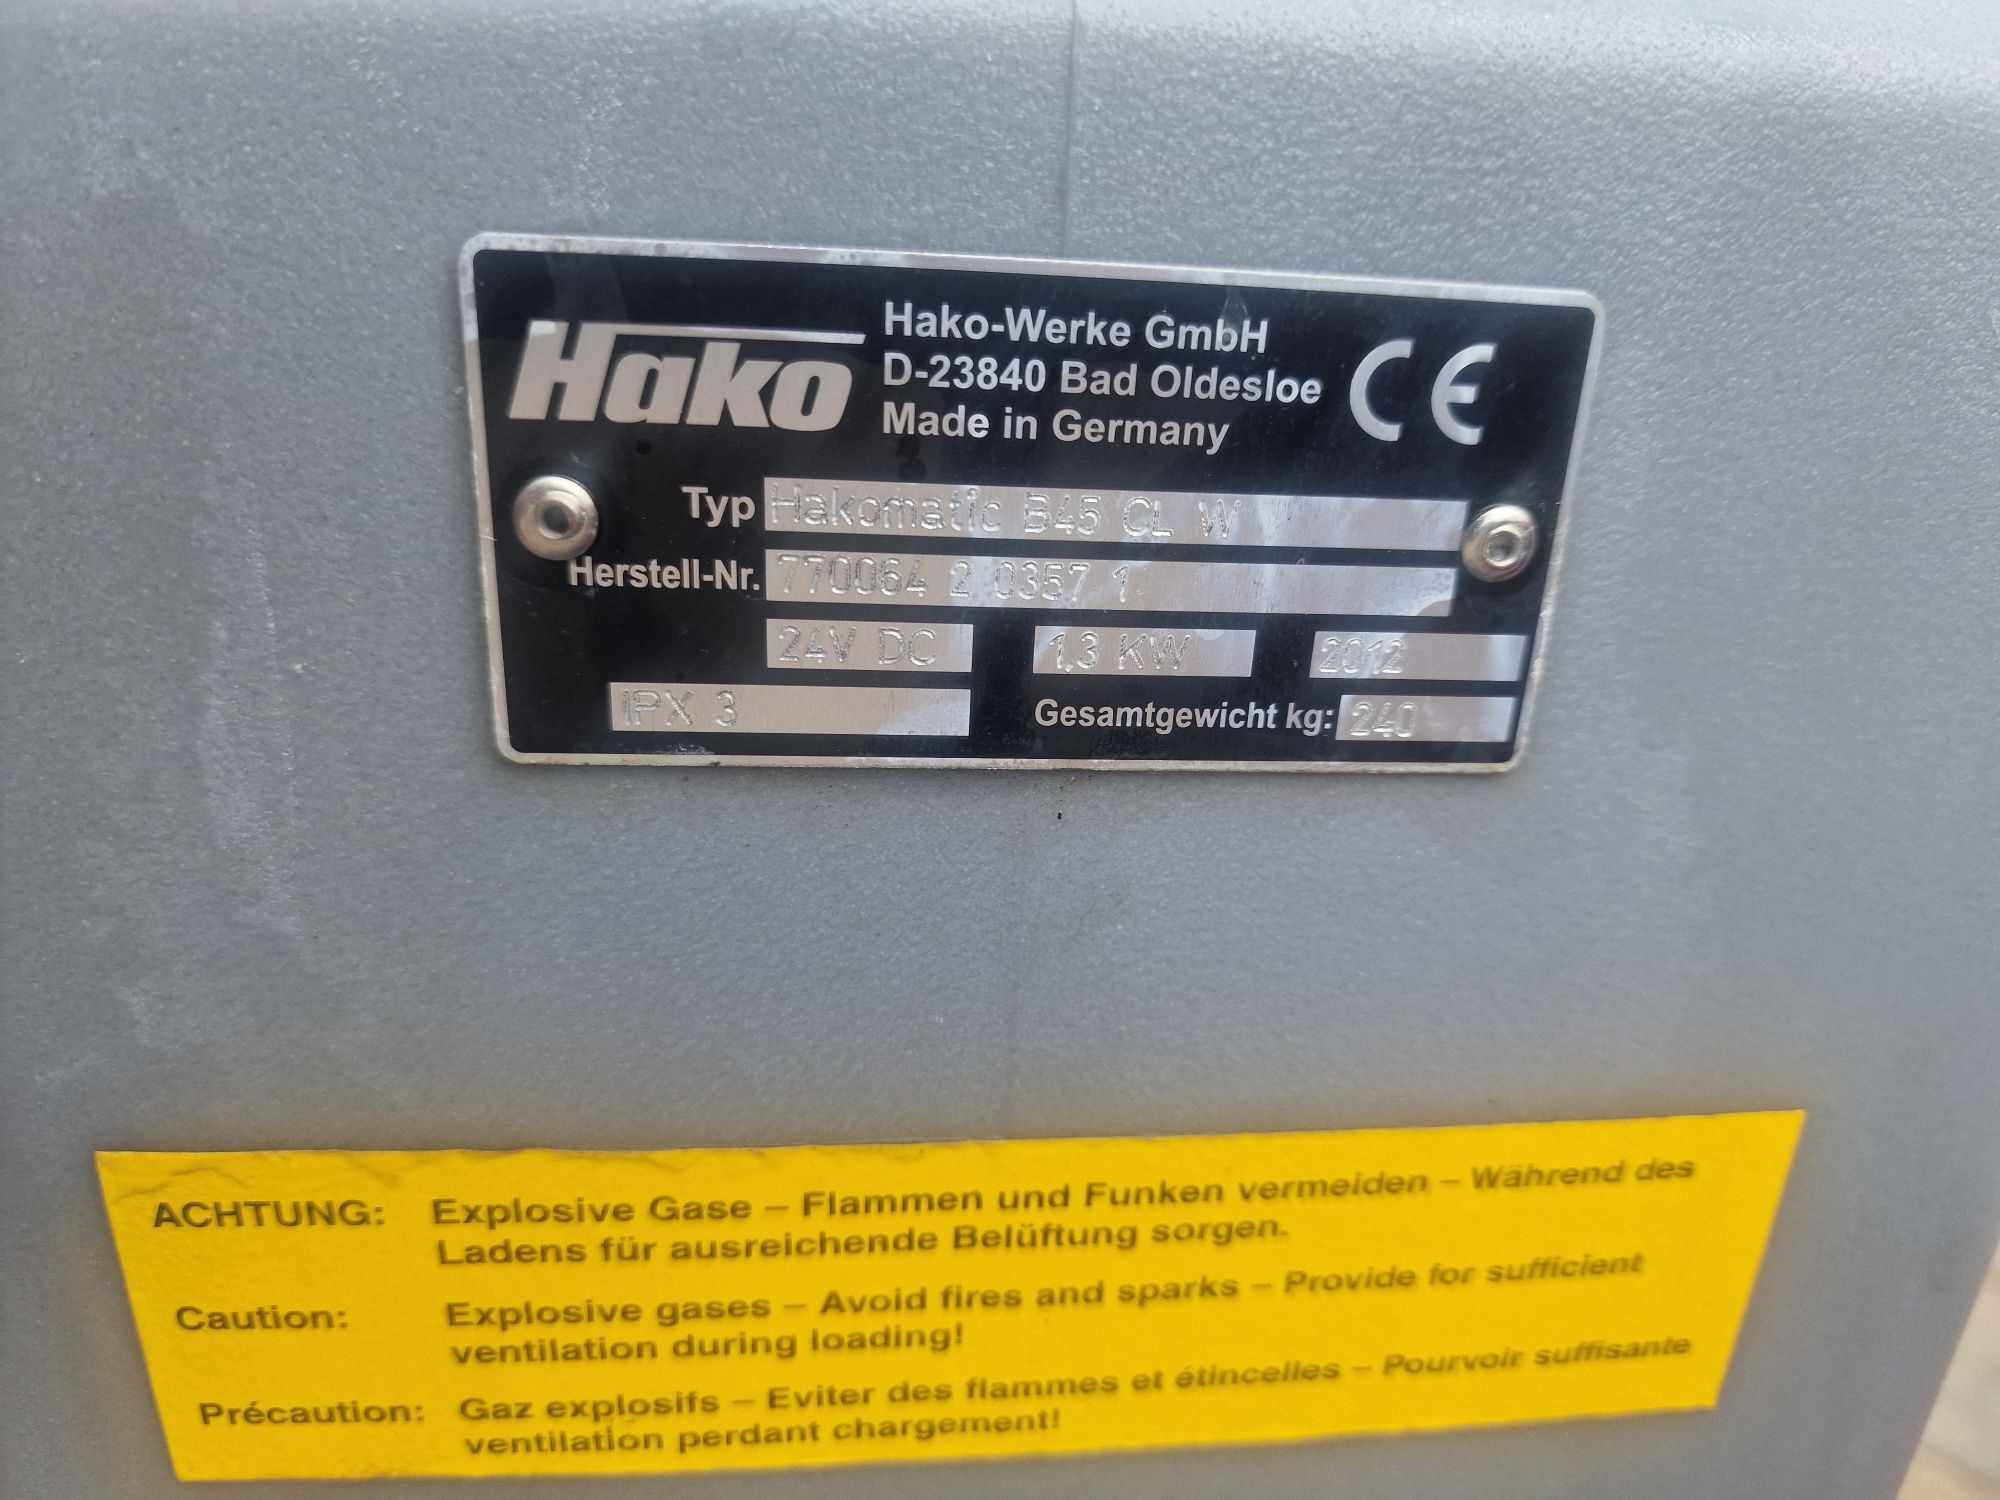 Hako
Hako-Werke GmbH
D-23840 Bad Oldesloe
Made in Germany
CE
Typ Hakomatic B45 CL W
Herstell-Nr. 770064 2 0357 1
24V DC 1,3 KW 2012
IPX 3 Gesamtgewicht kg: 240
ACHTUNG: Explosive Gase – Flammen und Funken vermeiden – Während des
Ladens für ausreichende Belüftung sorgen.
Caution: Explosive gases – Avoid fires and sparks – Provide for sufficient
ventilation during loading!
Précaution: Gaz explosifs – Eviter des flammes et étincelles – Pourvoir suffisante
ventilation perdant chargement!